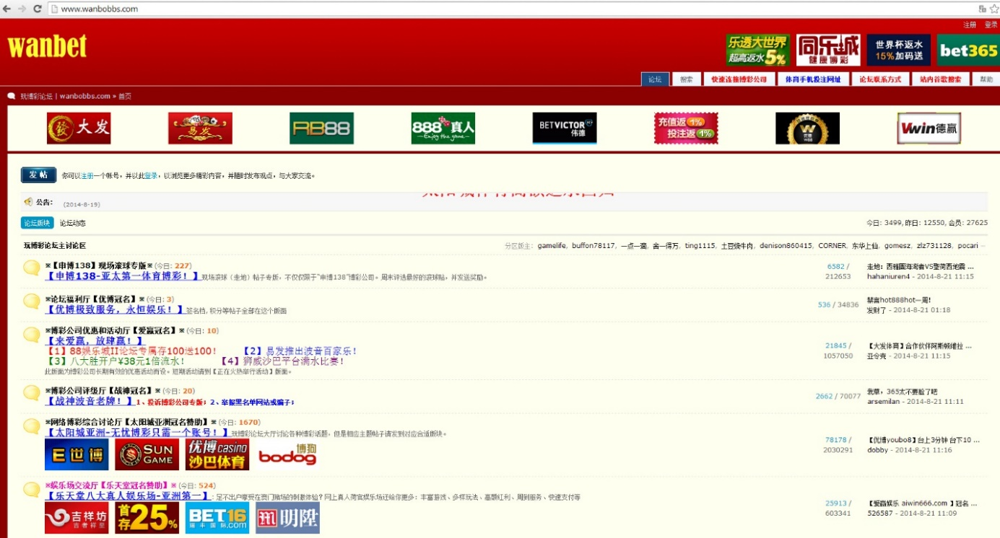 www.wanbobbs.com
注册 登录
wanbet
乐透大世界 超高返水5%
同乐城 健康博彩
世界杯返水 15%加码送
bet365
论坛 搜索 快速连接博彩公司 体育手机投注网址 论坛联系方式 站内谷歌搜索 帮助
玩博彩论坛 | wanbobbs.com » 首页
發 大发
易发
RB88
888真人 Enjoy the game
BETVICTOR 伟德
充值返1% 投注返1%
W
Vwin德赢
发帖 你可以注册一个帐号，并以此登录，以浏览更多精彩内容，并随时发布观点，与大家交流。
公告: (2014-8-19)
论坛版块 论坛动态 今日: 3499, 昨日: 12550, 会员: 27625
玩博彩论坛主讨论区 分区版主: gamelife, buffon78117, 一点一滴, 舍一得万, ting1115, 土豆烧牛肉, denison860415, CORNER, 东华上仙, gomesz, zlz731128, pocari
※【申博138】现场滚球专版※ (今日: 227)
【申博138-亚太第一体育博彩！】现场滚球（走地）帖子专版，不仅仅限于"申博138"博彩公司。周末评选最好的滚球贴，并发送奖励。
6582 / 212653
走地: 西雅图海湾者VS圣荷西地震 ...
hahaniuren4 - 2014-8-21 11:15
※论坛福利厅【优博冠名】※ (今日: 3)
【优博极致服务，永恒娱乐！】签名档, 积分等帖子全部在这个版面
536 / 34836
禁言hot888hot一周!
发财了 - 2014-8-21 01:18
※博彩公司优惠和活动厅【爱赢冠名】※ (今日: 10)
【来爱赢，放肆赢！】
【1】88娱乐城II论坛专属存100送100! 【2】易发推出波音百家乐!
【3】八大胜开户¥38元1倍流水! 【4】狮威沙巴平台满水比赛!
此版面为博彩公司长期有效的优惠活动而设。短期活动请到【正在火热举行活动】版面。
21845 / 1057050
【大发体育】合作伙伴阿斯顿维拉 ...
亚令克 - 2014-8-21 11:15
※博彩公司评级厅【战神冠名】※ (今日: 20)
【战神波音老牌！】1、投诉博彩公司专版; 2、举报黑名单网站或骗子;
2662 / 70077
我草，365太不要脸了吧
arsemilan - 2014-8-21 11:11
※网络博彩综合讨论厅【太阳城亚洲冠名赞助】※ (今日: 1670)
【太阳城亚洲-无忧博彩只需一个账号！】玩博彩论坛大厅讨论各种博彩话题，但是相应主题帖子请发到对应合适版块。
E世博
SUN GAME
优博casino 沙巴体育
博狗 bodog
78178 / 2030291
【优博youbo8】台上3分钟 台下10 ...
dobby - 2014-8-21 11:16
※娱乐场交流厅【乐天堂冠名赞助】※ (今日: 524)
【乐天堂八大真人娱乐场-亚洲第一】: 足不出户享受在澳门赌场的刺激体验? 网上真人荷官娱乐场还给你更多: 丰富游戏、多样玩法、高额红利、周到服务、快速支付等
吉祥坊 吉者祥至
首存25%
BET16
明陞
25913 / 603341
【爱赢娱乐 aiwin666.com 】冠名 ...
526587 - 2014-8-21 11:09